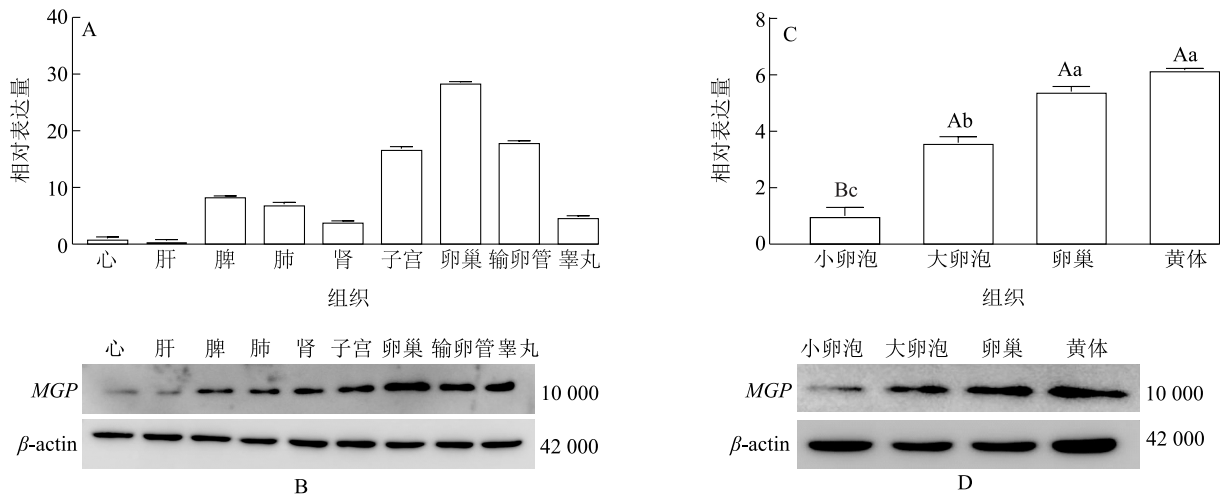 A
相对表达量
40
30
20
10
0
心 肝 脾 肺 肾 子宫 卵巢 输卵管 睾丸
组织
心 肝 脾 肺 肾 子宫 卵巢 输卵管 睾丸
MGP 10 000
β-actin 42 000
B
C
相对表达量
8
6
4
2
0
Bc Ab Aa Aa
小卵泡 大卵泡 卵巢 黄体
组织
小卵泡 大卵泡 卵巢 黄体
MGP 10 000
β-actin 42 000
D